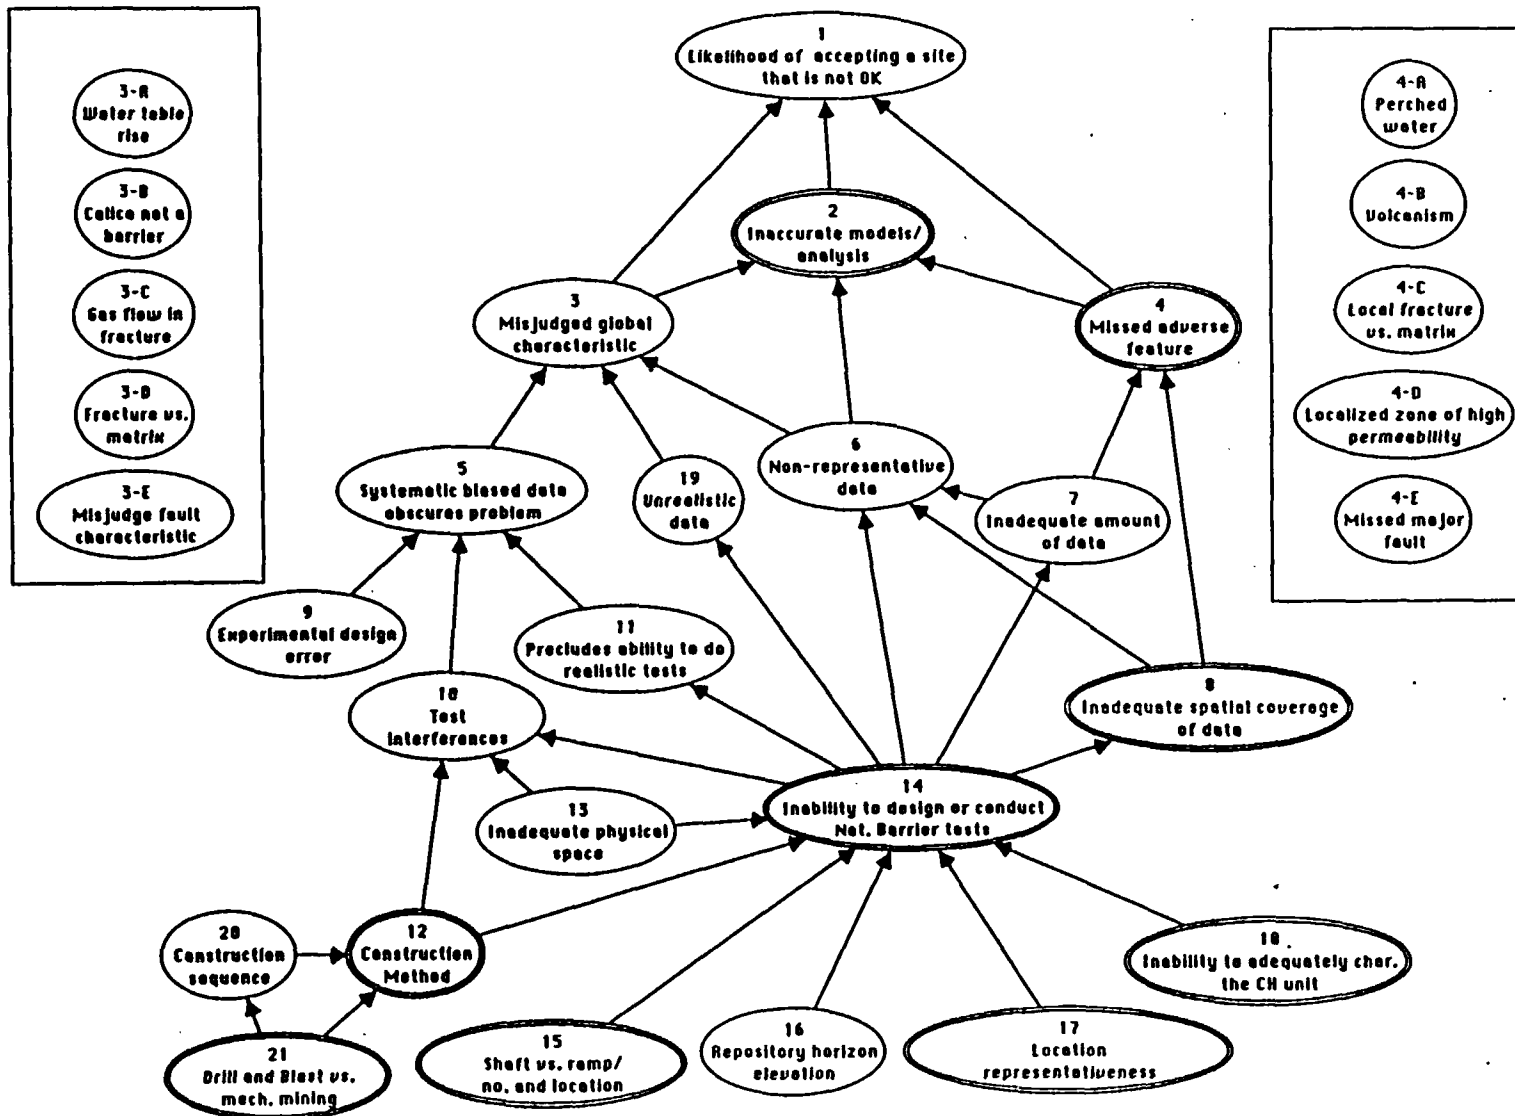 1
Likelihood of accepting a site
that is not OK
3-A
Water table
rise
3-B
Calico not a
barrier
3-C
Gas flow in
fracture
3-D
Fracture vs.
matrix
3-E
Misjudge fault
characteristic
4-A
Perched
water
4-B
Volcanism
4-C
Local fracture
vs. matrix
4-D
Localized zone of high
permeability
4-E
Missed major
fault
2
Inaccurate models/
analysis
3
Misjudged global
characteristic
4
Missed adverse
feature
5
Systematic biased data
obscures problem
19
Unrealistic
data
6
Non-representative
data
7
Inadequate amount
of data
9
Experimental design
error
11
Precludes ability to do
realistic tests
10
Test
interferences
8
Inadequate spatial coverage
of data
13
Inadequate physical
space
14
Inability to design or conduct
Nat. Barrier tests
20
Construction
sequence
12
Construction
Method
18
Inability to adequately char.
the CH unit
21
Drill and Blast vs.
mech. mining
15
Shaft vs. ramp/
no. and location
16
Repository horizon
elevation
17
Location
representativeness